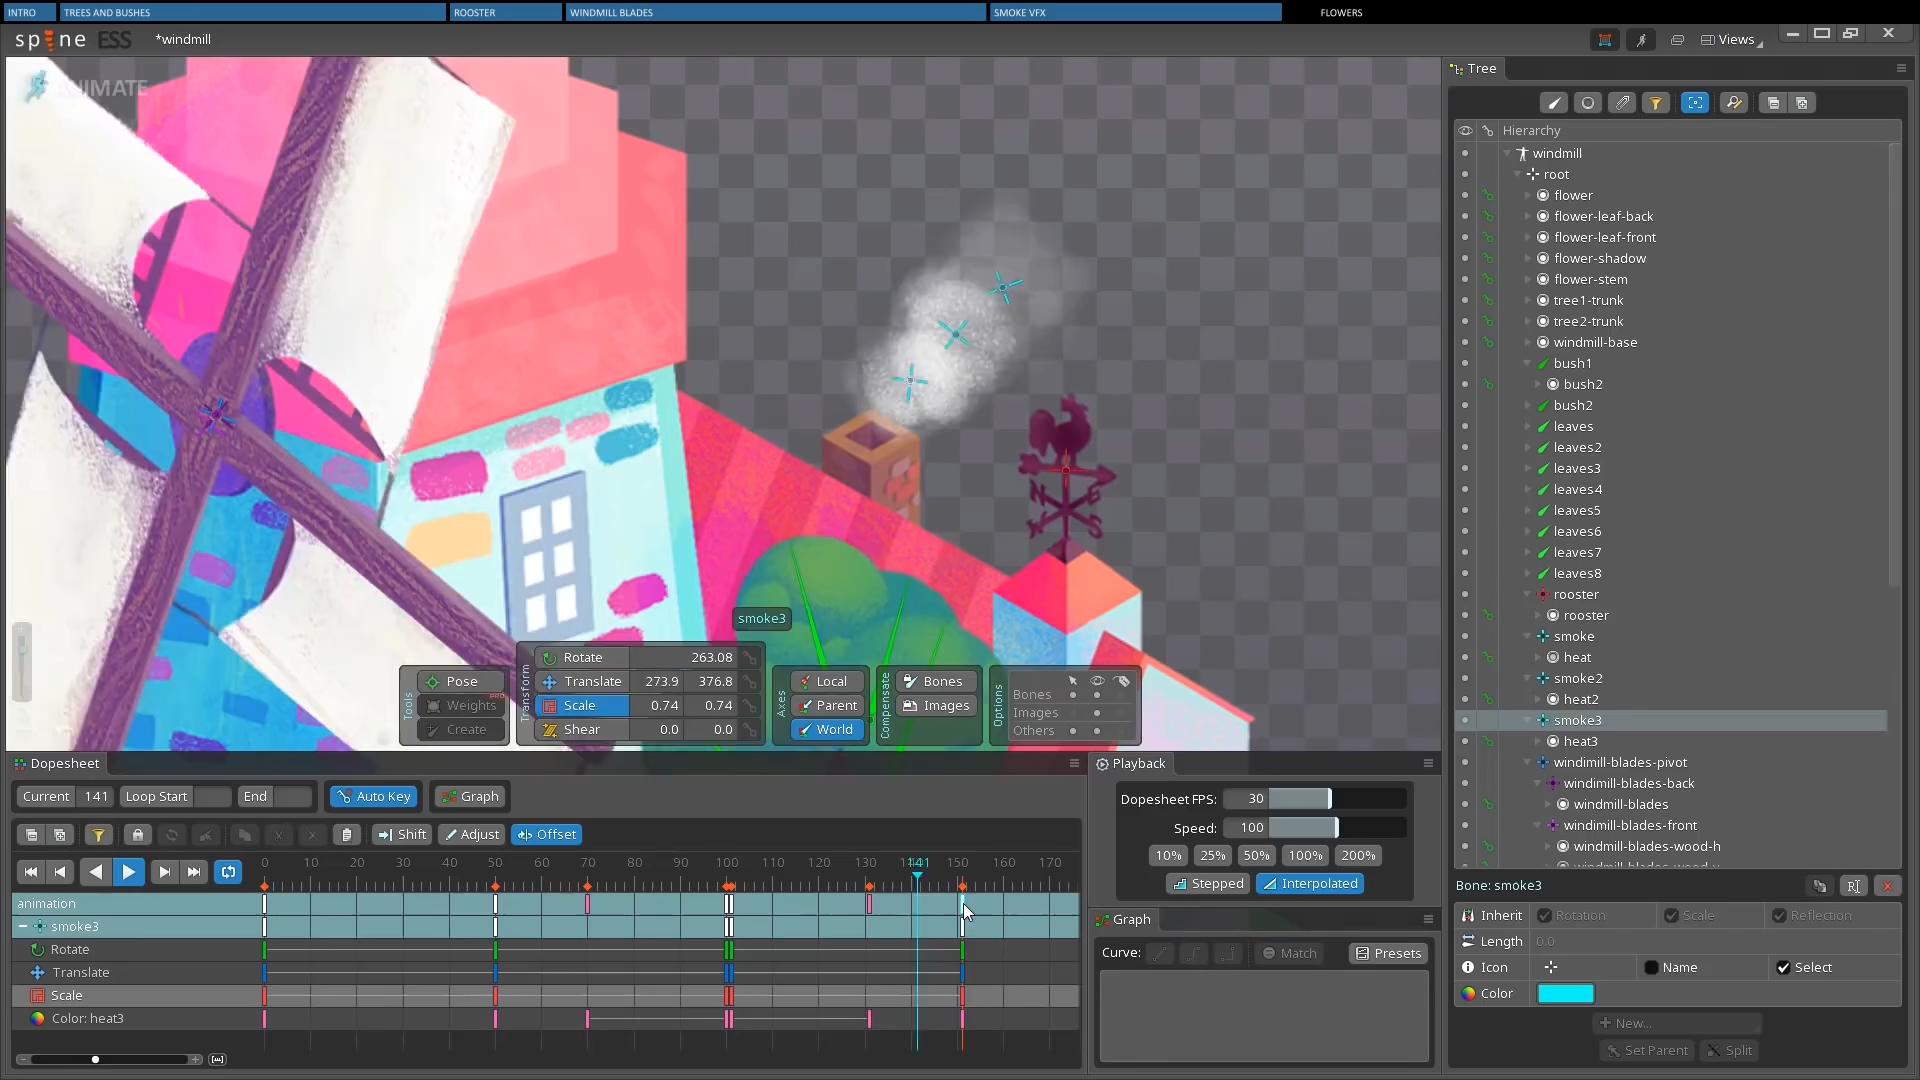 INTRO TREES AND BUSHES ROOSTER WINDMILL BLADES SMOKE VFX FLOWERS
spine ESS *windmill Views
ANIMATE
smoke3
Tools
Pose
Weights PRO
Create
Transform
Rotate 263.08
Translate 273.9 376.8
Scale 0.74 0.74
Shear 0.0 0.0
Axes
Local
Parent
World
Compensate
Bones
Images
Options
Bones
Images
Others
Dopesheet
Current 141 Loop Start End Auto Key Graph
Shift Adjust Offset
0 10 20 30 40 50 60 70 80 90 100 110 120 130 141 150 160 170
animation
smoke3
Rotate
Translate
Scale
Color: heat3
Playback
Dopesheet FPS: 30
Speed: 100
10% 25% 50% 100% 200%
Stepped Interpolated
Graph
Curve: Match Presets
Tree
Hierarchy
windmill
root
flower
flower-leaf-back
flower-leaf-front
flower-shadow
flower-stem
tree1-trunk
tree2-trunk
windmill-base
bush1
bush2
bush2
leaves
leaves2
leaves3
leaves4
leaves5
leaves6
leaves7
leaves8
rooster
rooster
smoke
heat
smoke2
heat2
smoke3
heat3
windimill-blades-pivot
windimill-blades-back
windmill-blades
windimill-blades-front
windmill-blades-wood-h
Bone: smoke3
Inherit Rotation Scale Reflection
Length 0.0
Icon Name Select
Color
New...
Set Parent Split